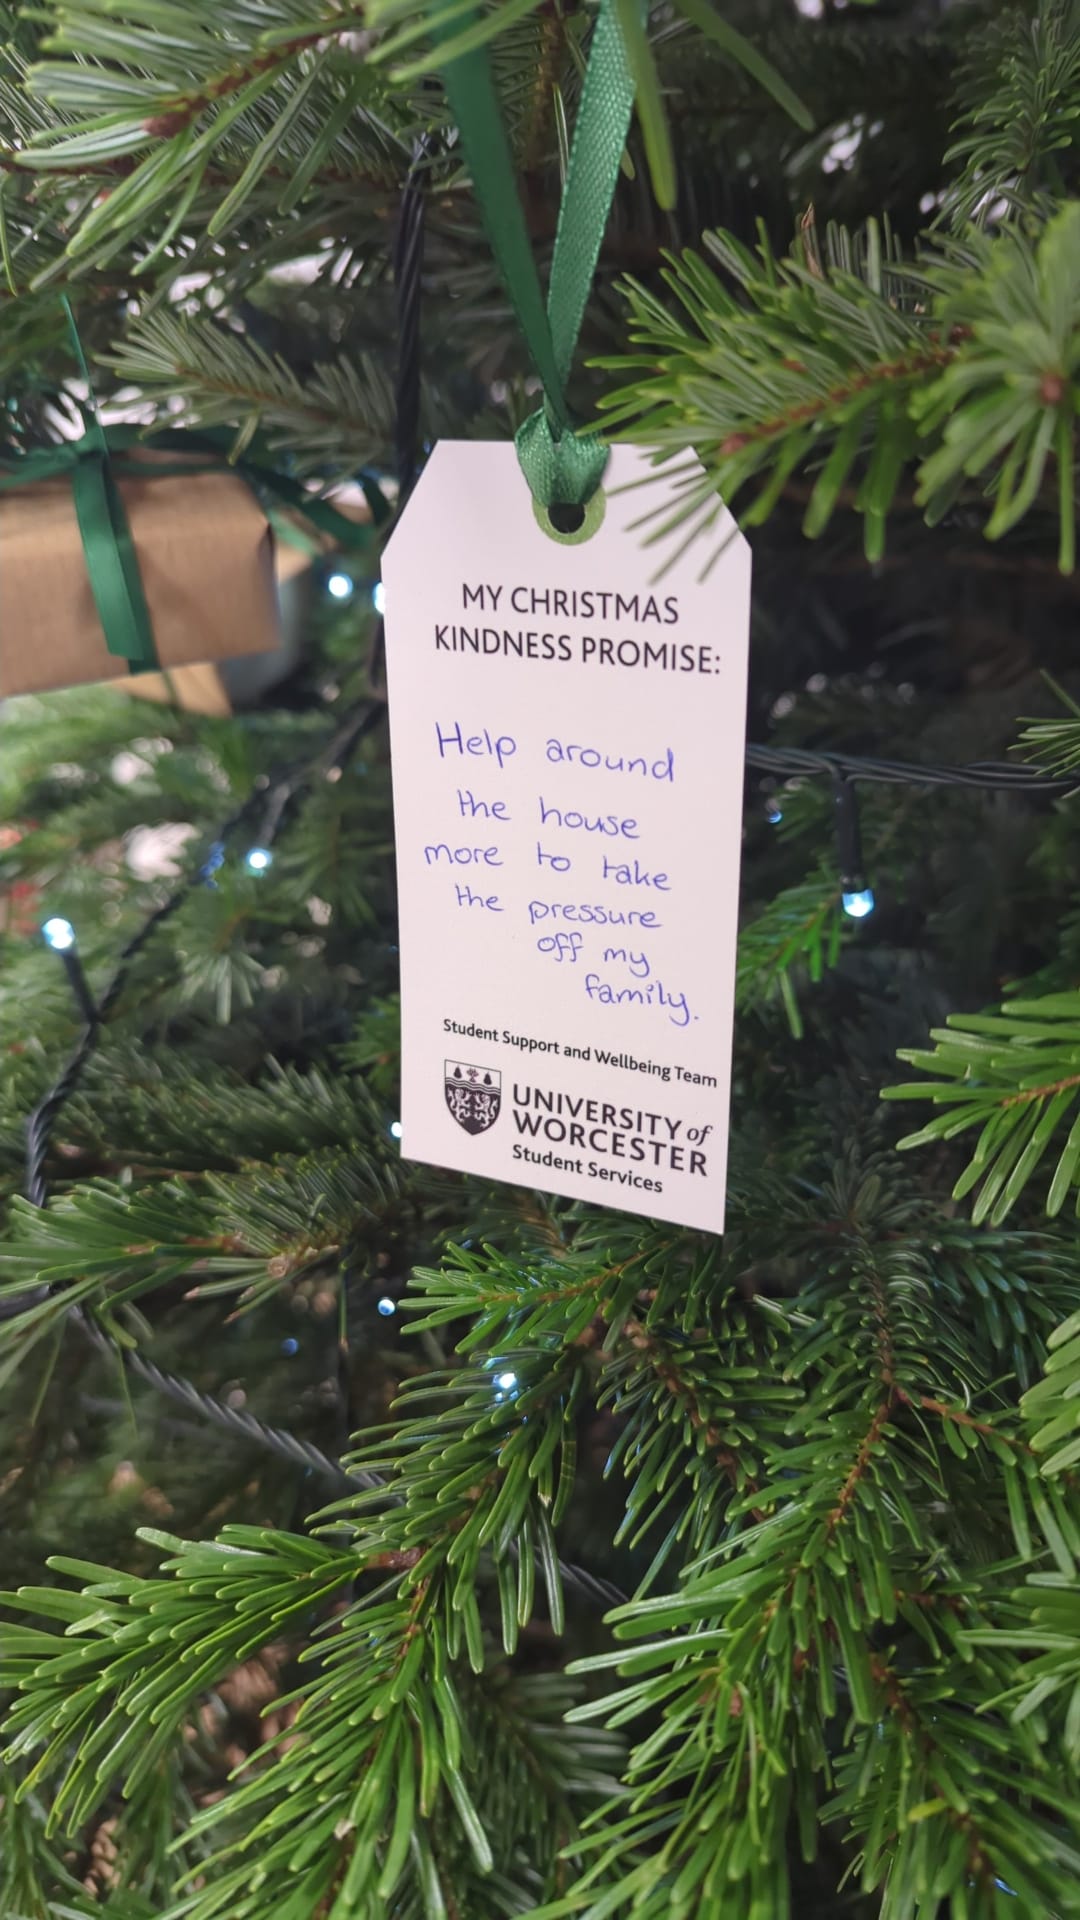 MY CHRISTMAS
KINDNESS PROMISE:
Help around
the house
more to take
the pressure
off my
family.
Student Support and Wellbeing Team
UNIVERSITY of
WORCESTER
Student Services